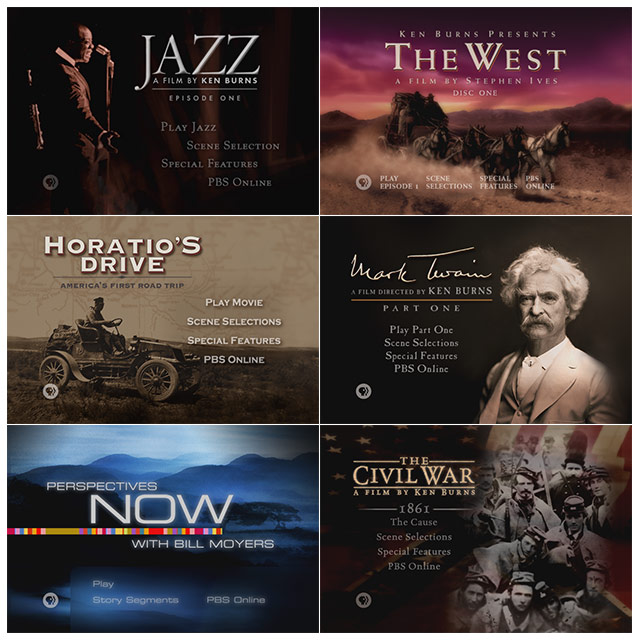 JAZZ
A FILM BY KEN BURNS
EPISODE ONE
PLAY JAZZ
SCENE SELECTION
SPECIAL FEATURES
PBS ONLINE
KEN BURNS PRESENTS
THE WEST
A FILM BY STEPHEN IVES
DISC ONE
PLAY EPISODE 1
SCENE SELECTIONS
SPECIAL FEATURES
PBS ONLINE
HORATIO'S
DRIVE
AMERICA'S FIRST ROAD TRIP
PLAY MOVIE
SCENE SELECTIONS
SPECIAL FEATURES
PBS ONLINE
Mark Twain
A FILM DIRECTED BY KEN BURNS
PART ONE
Play Part One
Scene Selections
Special Features
PBS Online
PERSPECTIVES
NOW
WITH BILL MOYERS
Play
Story Segments PBS Online
THE
CIVIL WAR
A FILM BY KEN BURNS
1861
The Cause
Scene Selections
Special Features
PBS Online